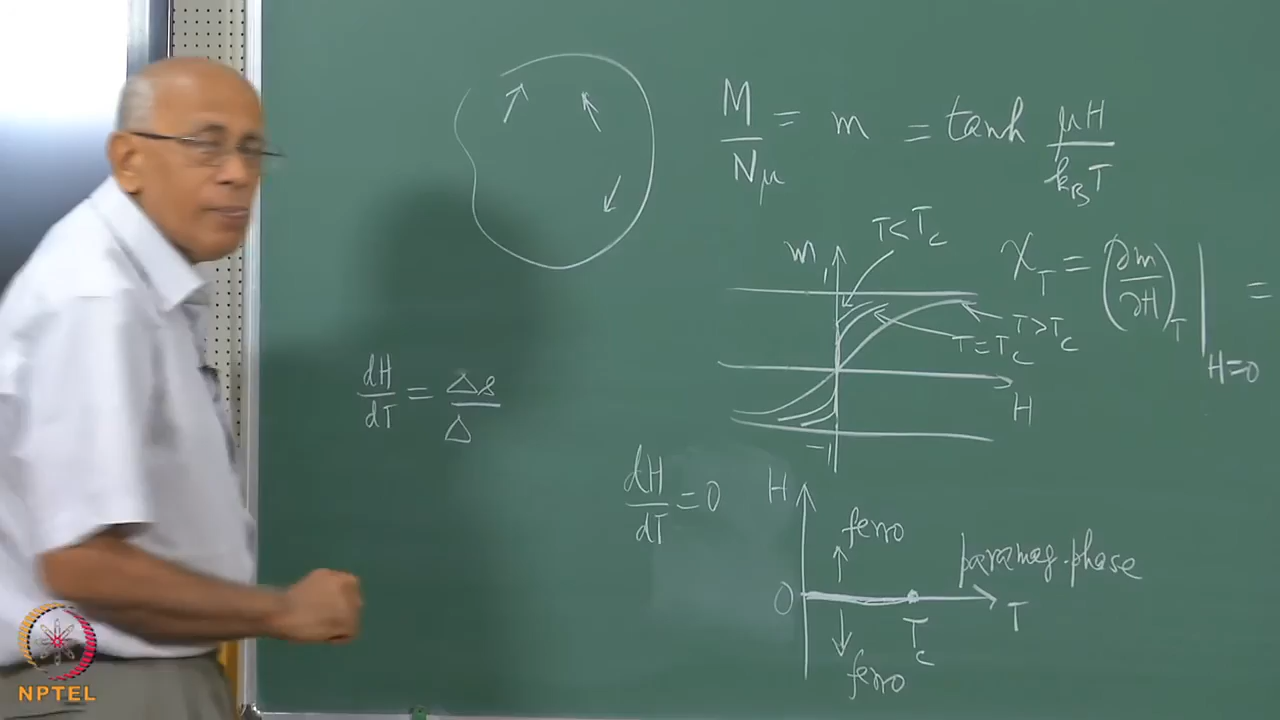 M/Nμ = m = tanh μH/k_BT
T < T_c
m
1
χ_T = (∂m/∂H)_T |_{H=0} =
T > T_c
T = T_c
H
-1
dH/dT = Δs/Δ
dH/dT = 0
H
ferro
paramag. phase
0
T_c
T
ferro
NPTEL